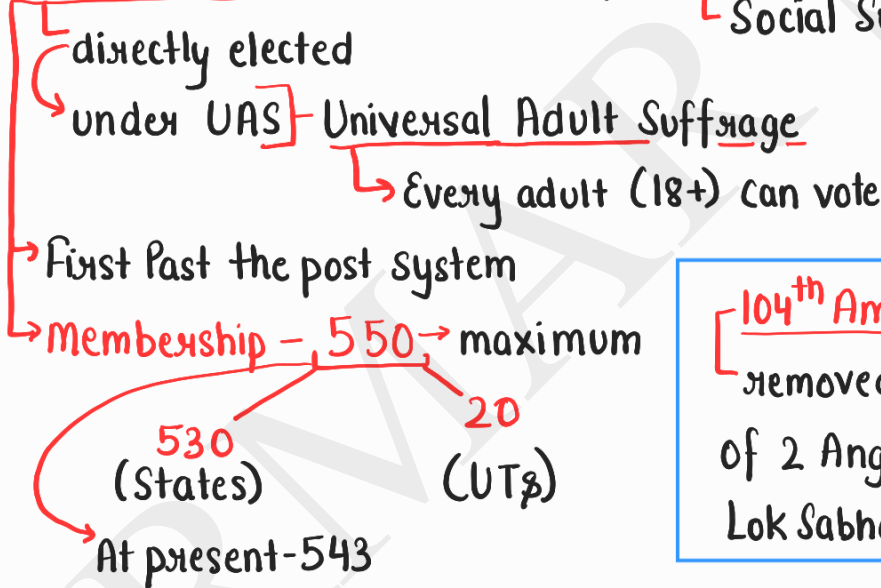 Social
directly elected
under UAS - Universal Adult Suffrage
Every adult (18+) can vote
First Past the post system
Membership - 550 → maximum
104th Am
530 20
removed
(States) (UTs)
of 2 Ang
At present - 543
Lok Sabha